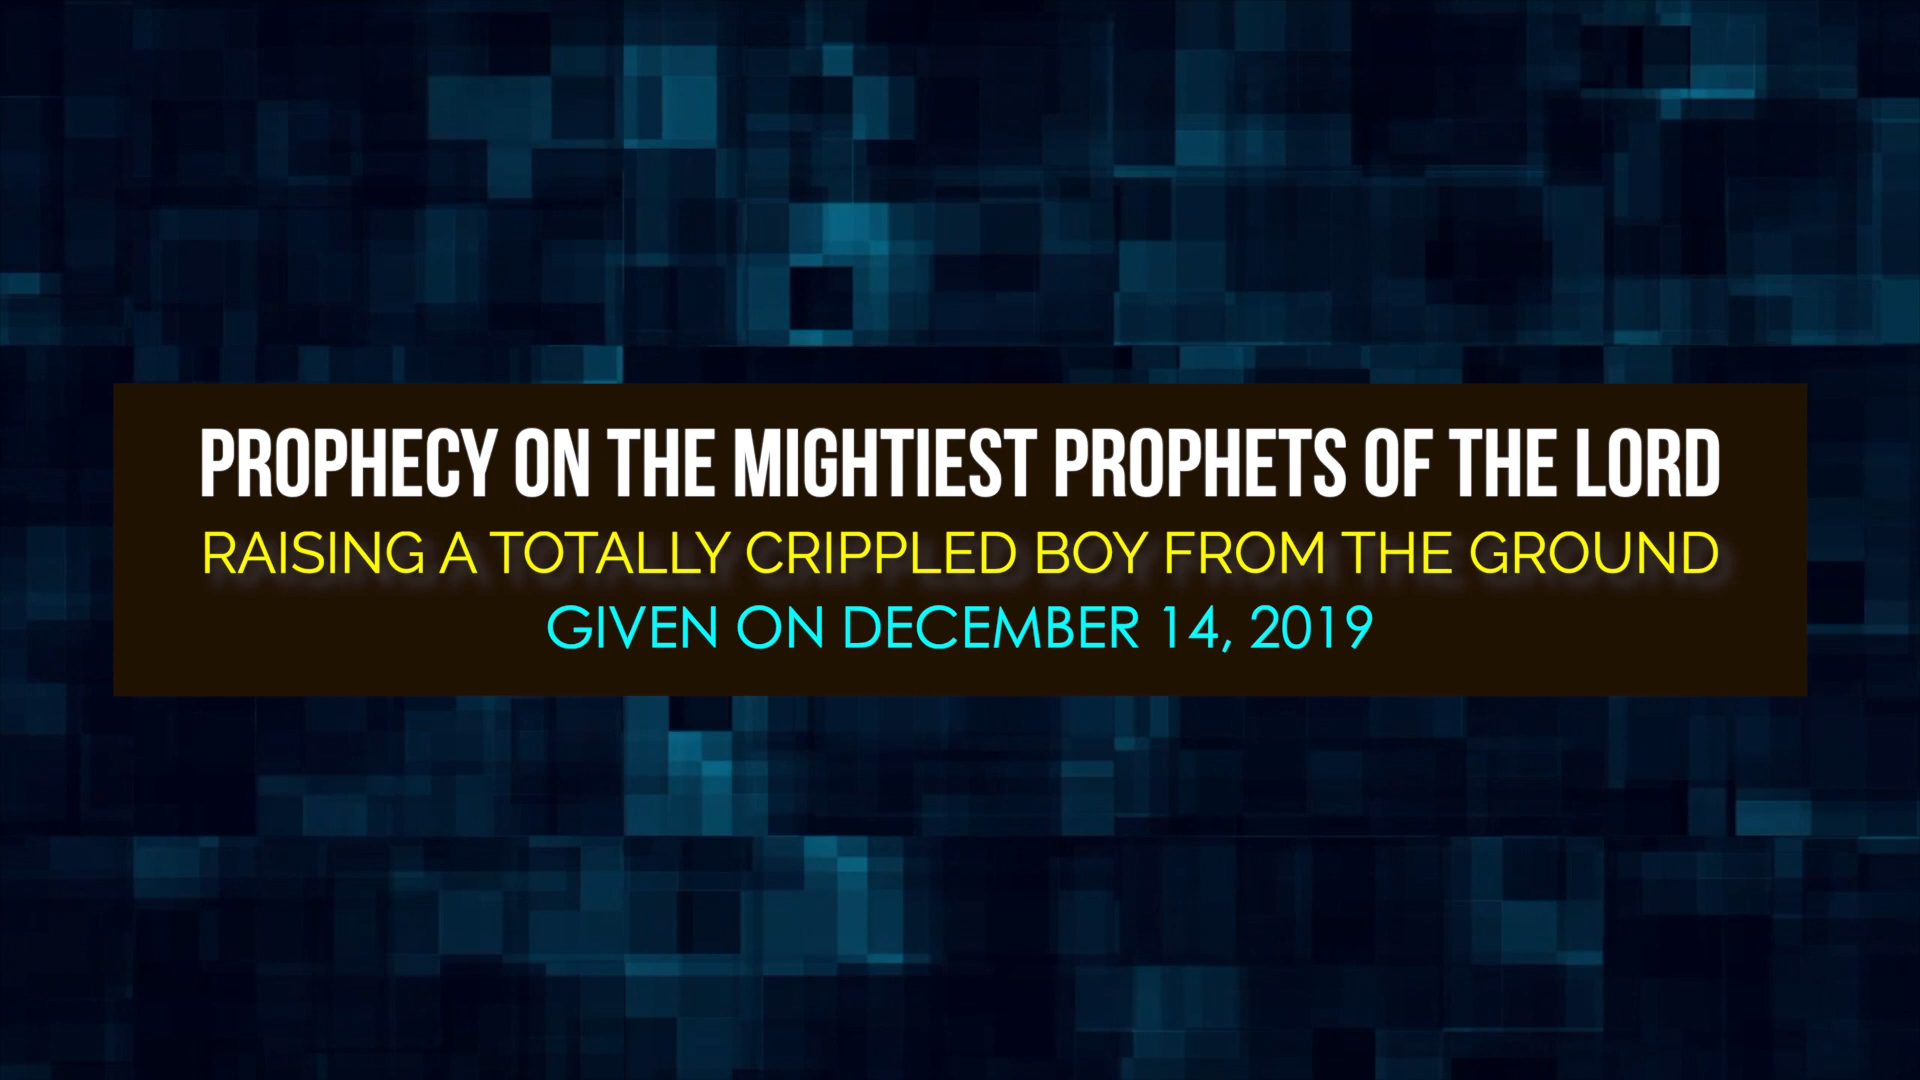 PROPHECY ON THE MIGHTIEST PROPHETS OF THE LORD
RAISING A TOTALLY CRIPPLED BOY FROM THE GROUND
GIVEN ON DECEMBER 14, 2019